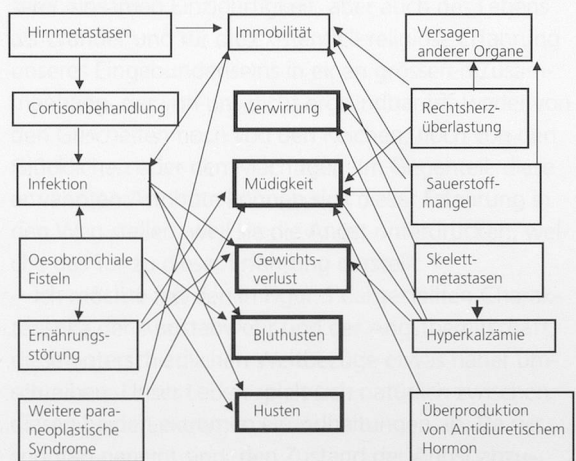 Hirnmetastasen
Cortisonbehandlung
Infektion
Oesobronchiale
Fisteln
Ernährungs-
störung
Weitere para-
neoplastische
Syndrome
Immobilität
Verwirrung
Müdigkeit
Gewichts-
verlust
Bluthusten
Husten
Versagen
anderer Organe
Rechtsherz-
überlastung
Sauerstoff-
mangel
Skelett-
metastasen
Hyperkalzämie
Überproduktion
von Antidiuretischem
Hormon